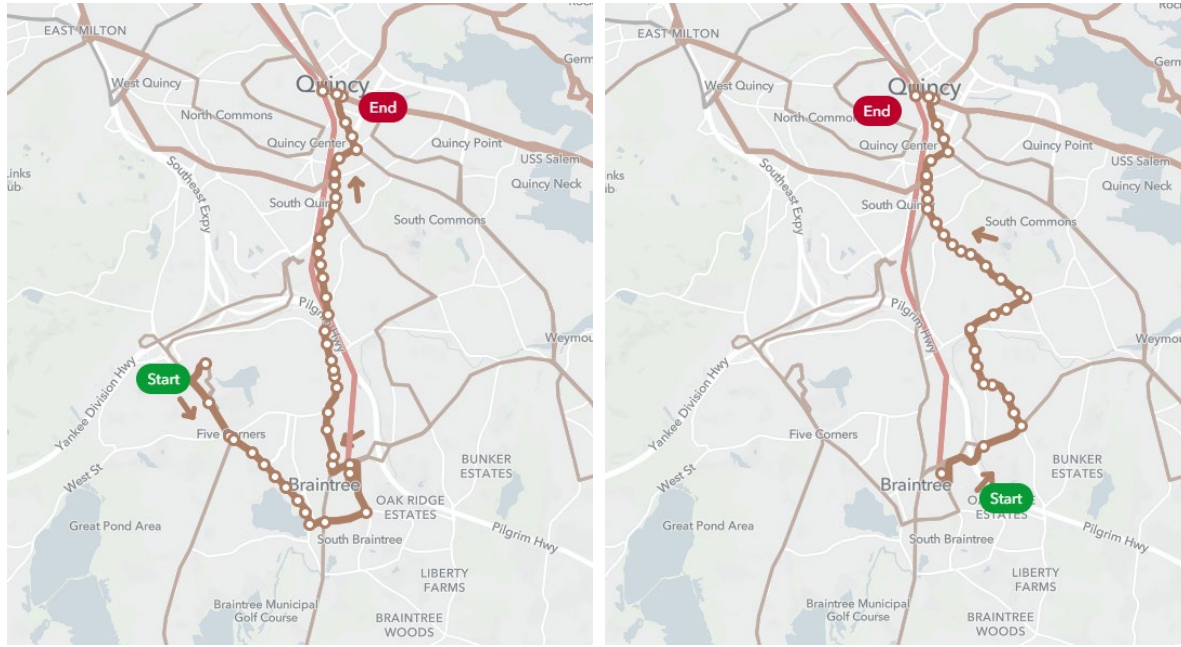 EAST MILTON
West Quincy
Quincy
Germ
North Commons
End
Quincy Center
Quincy Point
USS Salem
Quincy Neck
Links
ub
Southeast Expy
South Quin
South Commons
Pilgrim Hwy
Weymou
Start
Yankee Division Hwy
Five Corners
West St
BUNKER
ESTATES
Braintree
OAK RIDGE
ESTATES
Great Pond Area
South Braintree
Pilgrim Hwy
LIBERTY
FARMS
Braintree Municipal
Golf Course
BRAINTREE
WOODS
Roc
EAST MILTON
West Quincy
Quincy
Germ
End
North Commo
Quincy Center
Quincy Point
USS Salem
Quincy Neck
Links
ub
Southeast Expy
South Quin
South Commons
Pilgrim Hwy
Weymou
Yankee Division Hwy
Five Corners
West St
BUNKER
ESTATES
Braintree
Start
ESTATES
Great Pond Area
South Braintree
Pilgrim Hwy
LIBERTY
FARMS
Braintree Municipal
Golf Course
BRAINTREE
WOODS